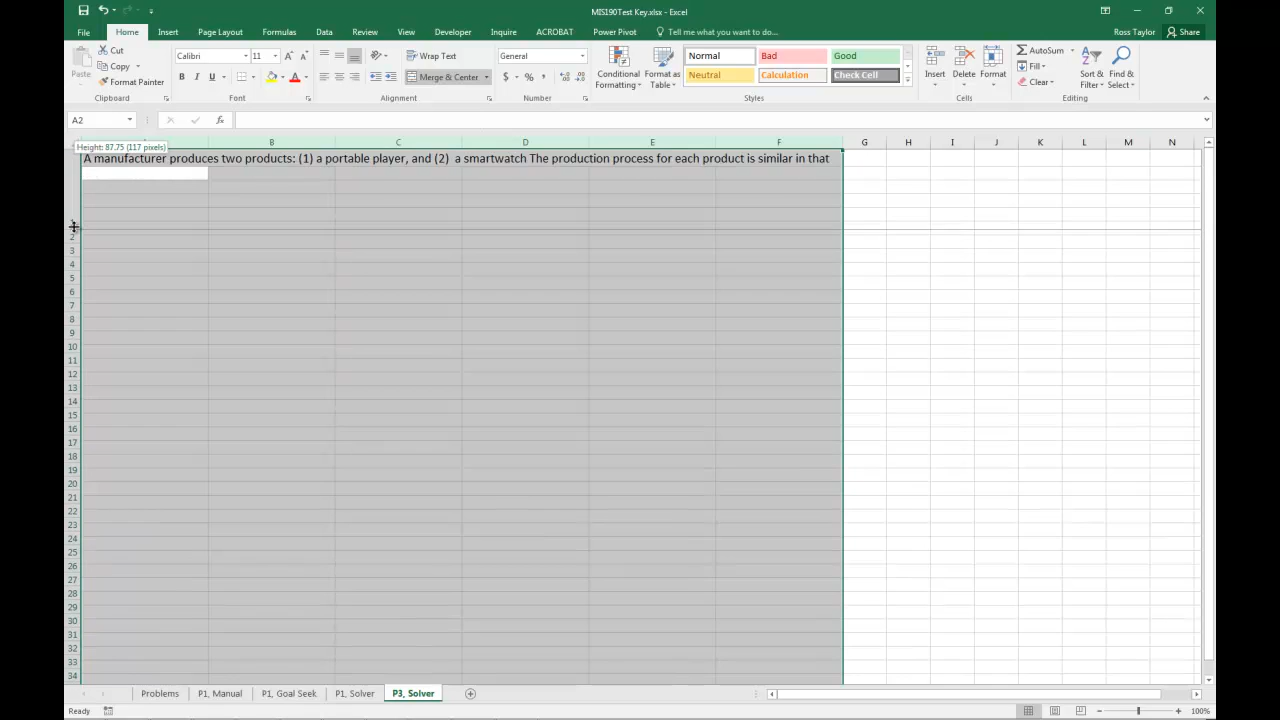 MIS190Test Key.xlsx - Excel
File Home Insert Page Layout Formulas Data Review View Developer Inquire ACROBAT Power Pivot Tell me what you want to do... Ross Taylor Share
Paste
Cut
Copy
Format Painter
Clipboard
Calibri 11
B I U A
Font
Wrap Text
Merge & Center
Alignment
General
$ % ,
Number
Conditional Formatting
Format as Table
Normal Bad Good
Neutral Calculation Check Cell
Styles
Insert Delete Format
Cells
AutoSum
Fill
Clear
Sort & Filter
Find & Select
Editing
A2 fx
A B C D E F G H I J K L M N
Height: 87.75 (117 pixels)
A manufacturer produces two products: (1) a portable player, and (2) a smartwatch The production process for each product is similar in that
1
2
3
4
5
6
7
8
9
10
11
12
13
14
15
16
17
18
19
20
21
22
23
24
25
26
27
28
29
30
31
32
33
34
Problems P1, Manual P1, Goal Seek P1, Solver P3, Solver
Ready 100%